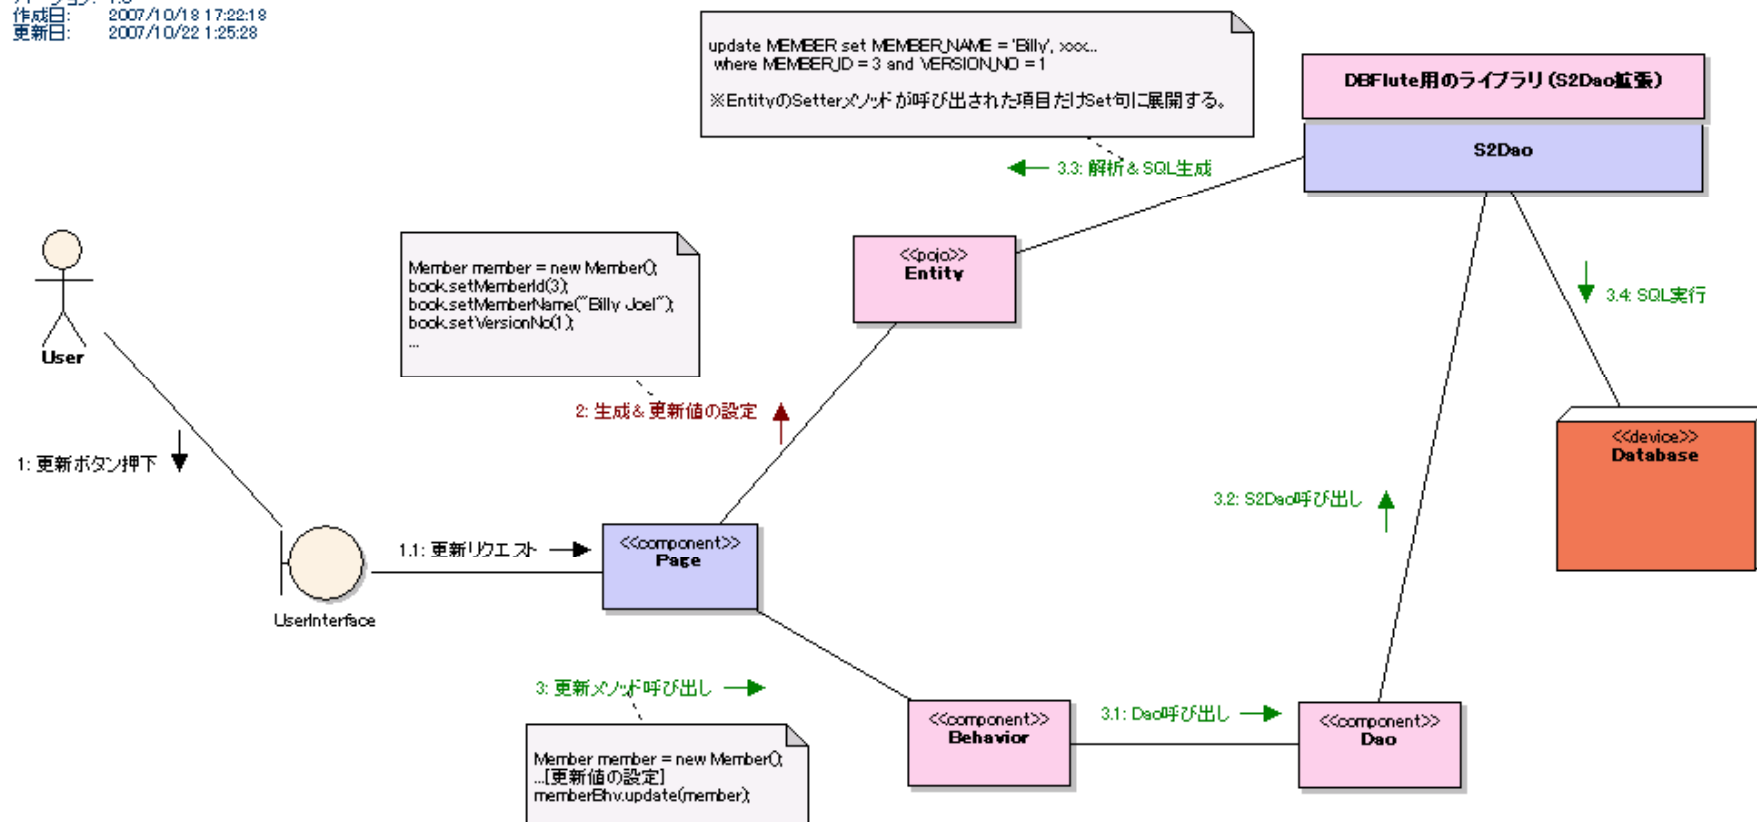 作成日: 2007/10/18 17:22:18
更新日: 2007/10/22 1:25:28
update MEMBER set MEMBER_NAME = 'Billy', xxx...
where MEMBER_ID = 3 and VERSION_NO = 1
※EntityのSetterメソッドが呼び出された項目だけSet句に展開する。
DBFlute用のライブラリ(S2Dao拡張)
S2Dao
3.3: 解析& SQL生成
<<pojo>>
Entity
Member member = new Member();
book.setMemberId(3);
book.setMemberName("Billy Joel");
book.setVersionNo(1);
...
3.4: SQL実行
User
2: 生成& 更新値の設定
<<device>>
Database
1: 更新ボタン押下
3.2: S2Dao呼び出し
1.1: 更新リクエスト
<<component>>
Page
UserInterface
3: 更新メソッド呼び出し
<<component>>
Behavior
3.1: Dao呼び出し
<<component>>
Dao
Member member = new Member();
...[更新値の設定]
memberBhv.update(member);